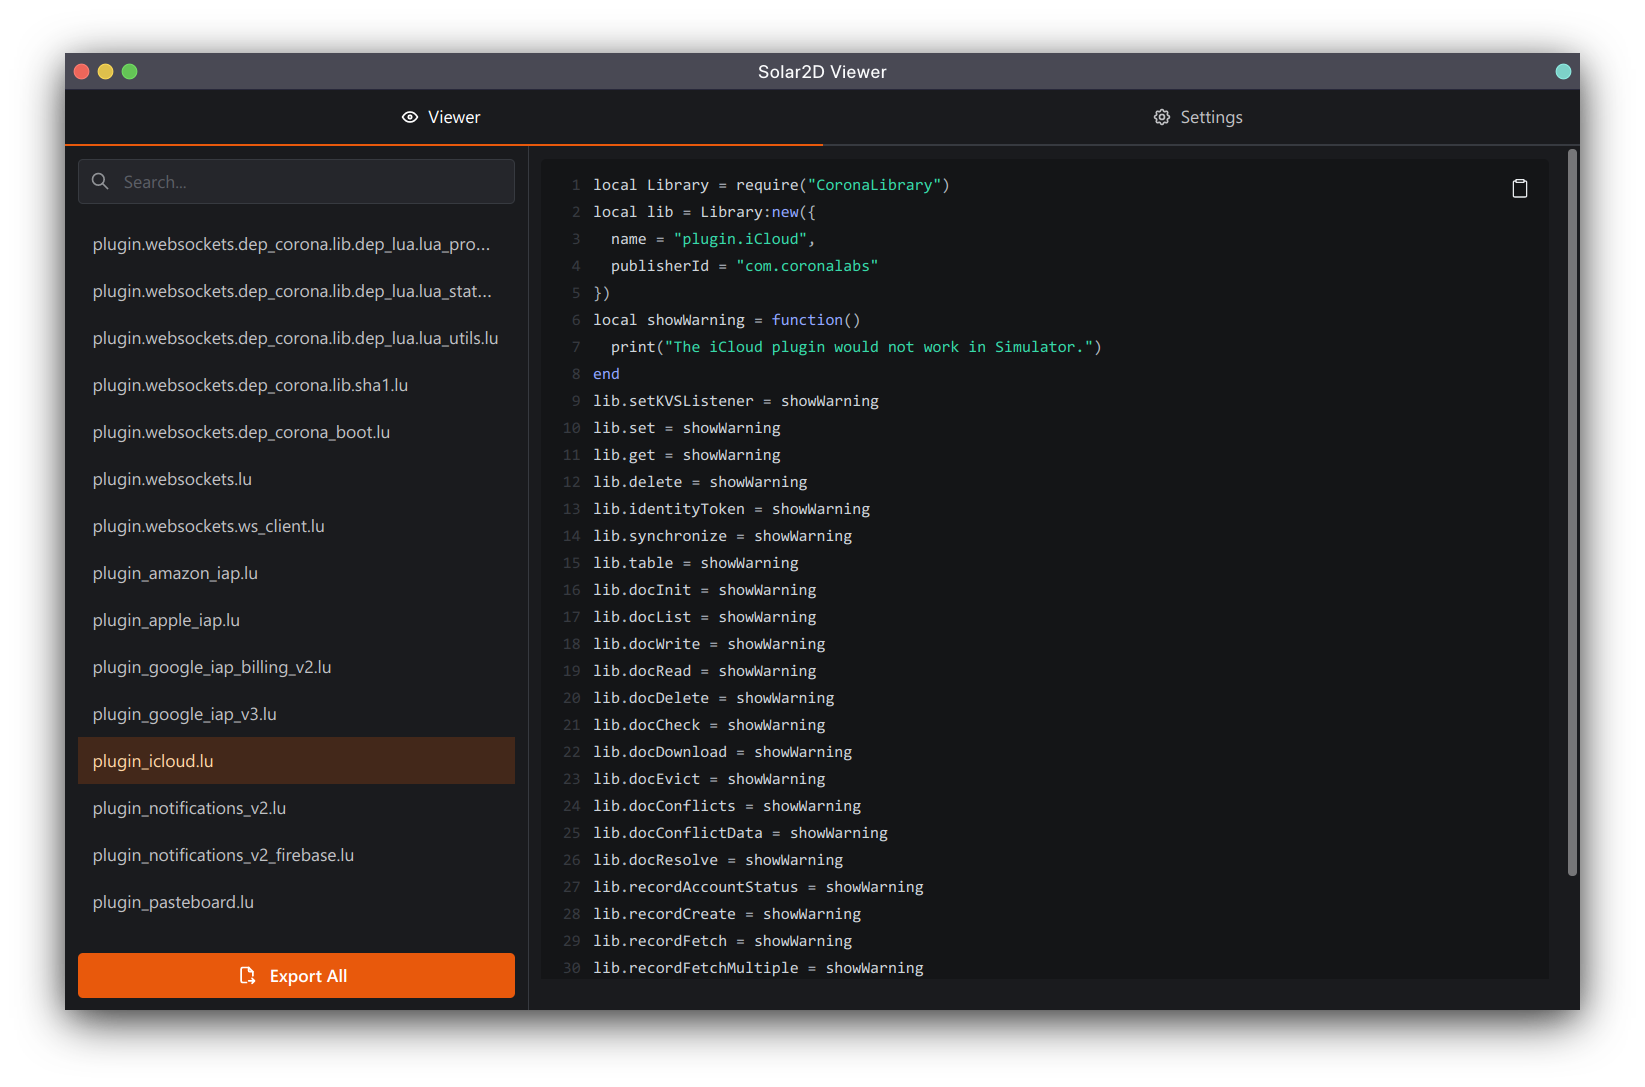 Solar2D Viewer
Viewer
Settings
Search...
plugin.websockets.dep_corona.lib.dep_lua.lua_pro...
plugin.websockets.dep_corona.lib.dep_lua.lua_stat...
plugin.websockets.dep_corona.lib.dep_lua.lua_utils.lu
plugin.websockets.dep_corona.lib.sha1.lu
plugin.websockets.dep_corona_boot.lu
plugin.websockets.lu
plugin.websockets.ws_client.lu
plugin_amazon_iap.lu
plugin_apple_iap.lu
plugin_google_iap_billing_v2.lu
plugin_google_iap_v3.lu
plugin_icloud.lu
plugin_notifications_v2.lu
plugin_notifications_v2_firebase.lu
plugin_pasteboard.lu
Export All
1 local Library = require("CoronaLibrary")
2 local lib = Library:new({
3   name = "plugin.iCloud",
4   publisherId = "com.coronalabs"
5 })
6 local showWarning = function()
7   print("The iCloud plugin would not work in Simulator.")
8 end
9 lib.setKVSListener = showWarning
10 lib.set = showWarning
11 lib.get = showWarning
12 lib.delete = showWarning
13 lib.identityToken = showWarning
14 lib.synchronize = showWarning
15 lib.table = showWarning
16 lib.docInit = showWarning
17 lib.docList = showWarning
18 lib.docWrite = showWarning
19 lib.docRead = showWarning
20 lib.docDelete = showWarning
21 lib.docCheck = showWarning
22 lib.docDownload = showWarning
23 lib.docEvict = showWarning
24 lib.docConflicts = showWarning
25 lib.docConflictData = showWarning
26 lib.docResolve = showWarning
27 lib.recordAccountStatus = showWarning
28 lib.recordCreate = showWarning
29 lib.recordFetch = showWarning
30 lib.recordFetchMultiple = showWarning